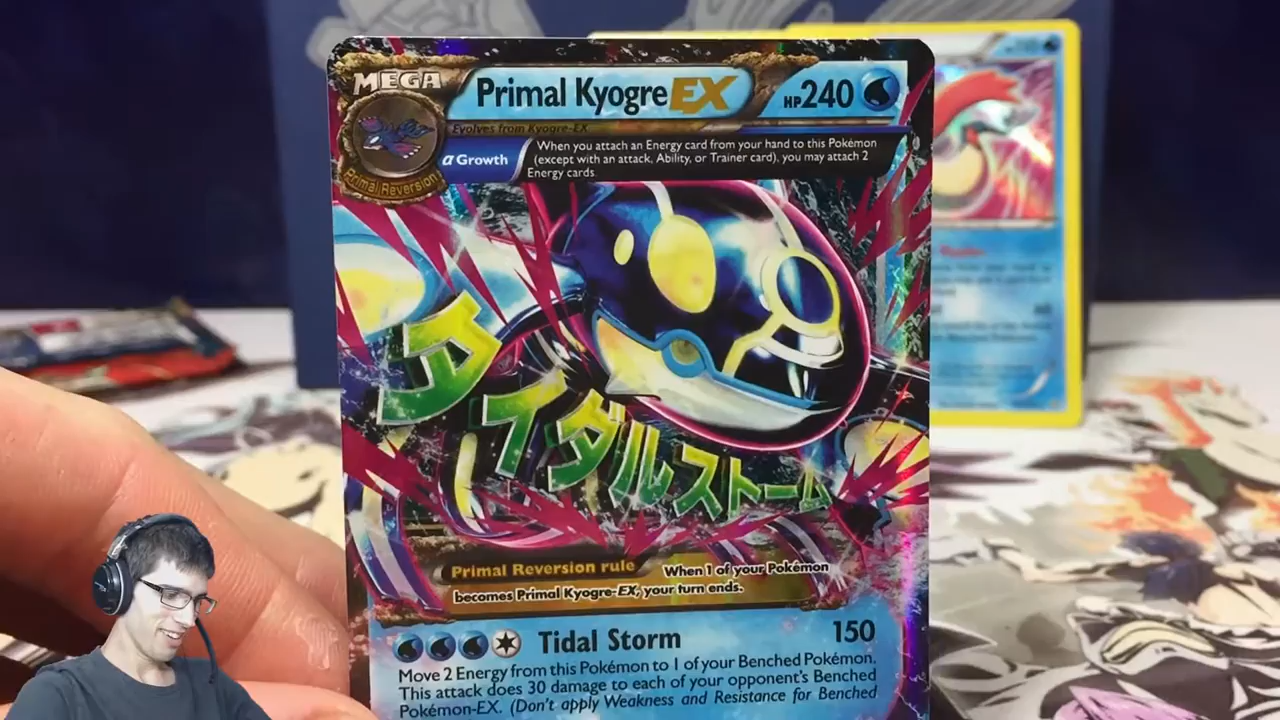 MEGA
Primal Kyogre EX
HP240
Evolves from Kyogre-EX
Primal Reversion
α Growth
When you attach an Energy card from your hand to this Pokémon
(except with an attack, Ability, or Trainer card), you may attach 2
Energy cards.
タイダルストーム
Primal Reversion rule When 1 of your Pokémon
becomes Primal Kyogre-EX, your turn ends.
Tidal Storm 150
Move 2 Energy from this Pokémon to 1 of your Benched Pokémon.
This attack does 30 damage to each of your opponent's Benched
Pokémon-EX. (Don't apply Weakness and Resistance for Benched